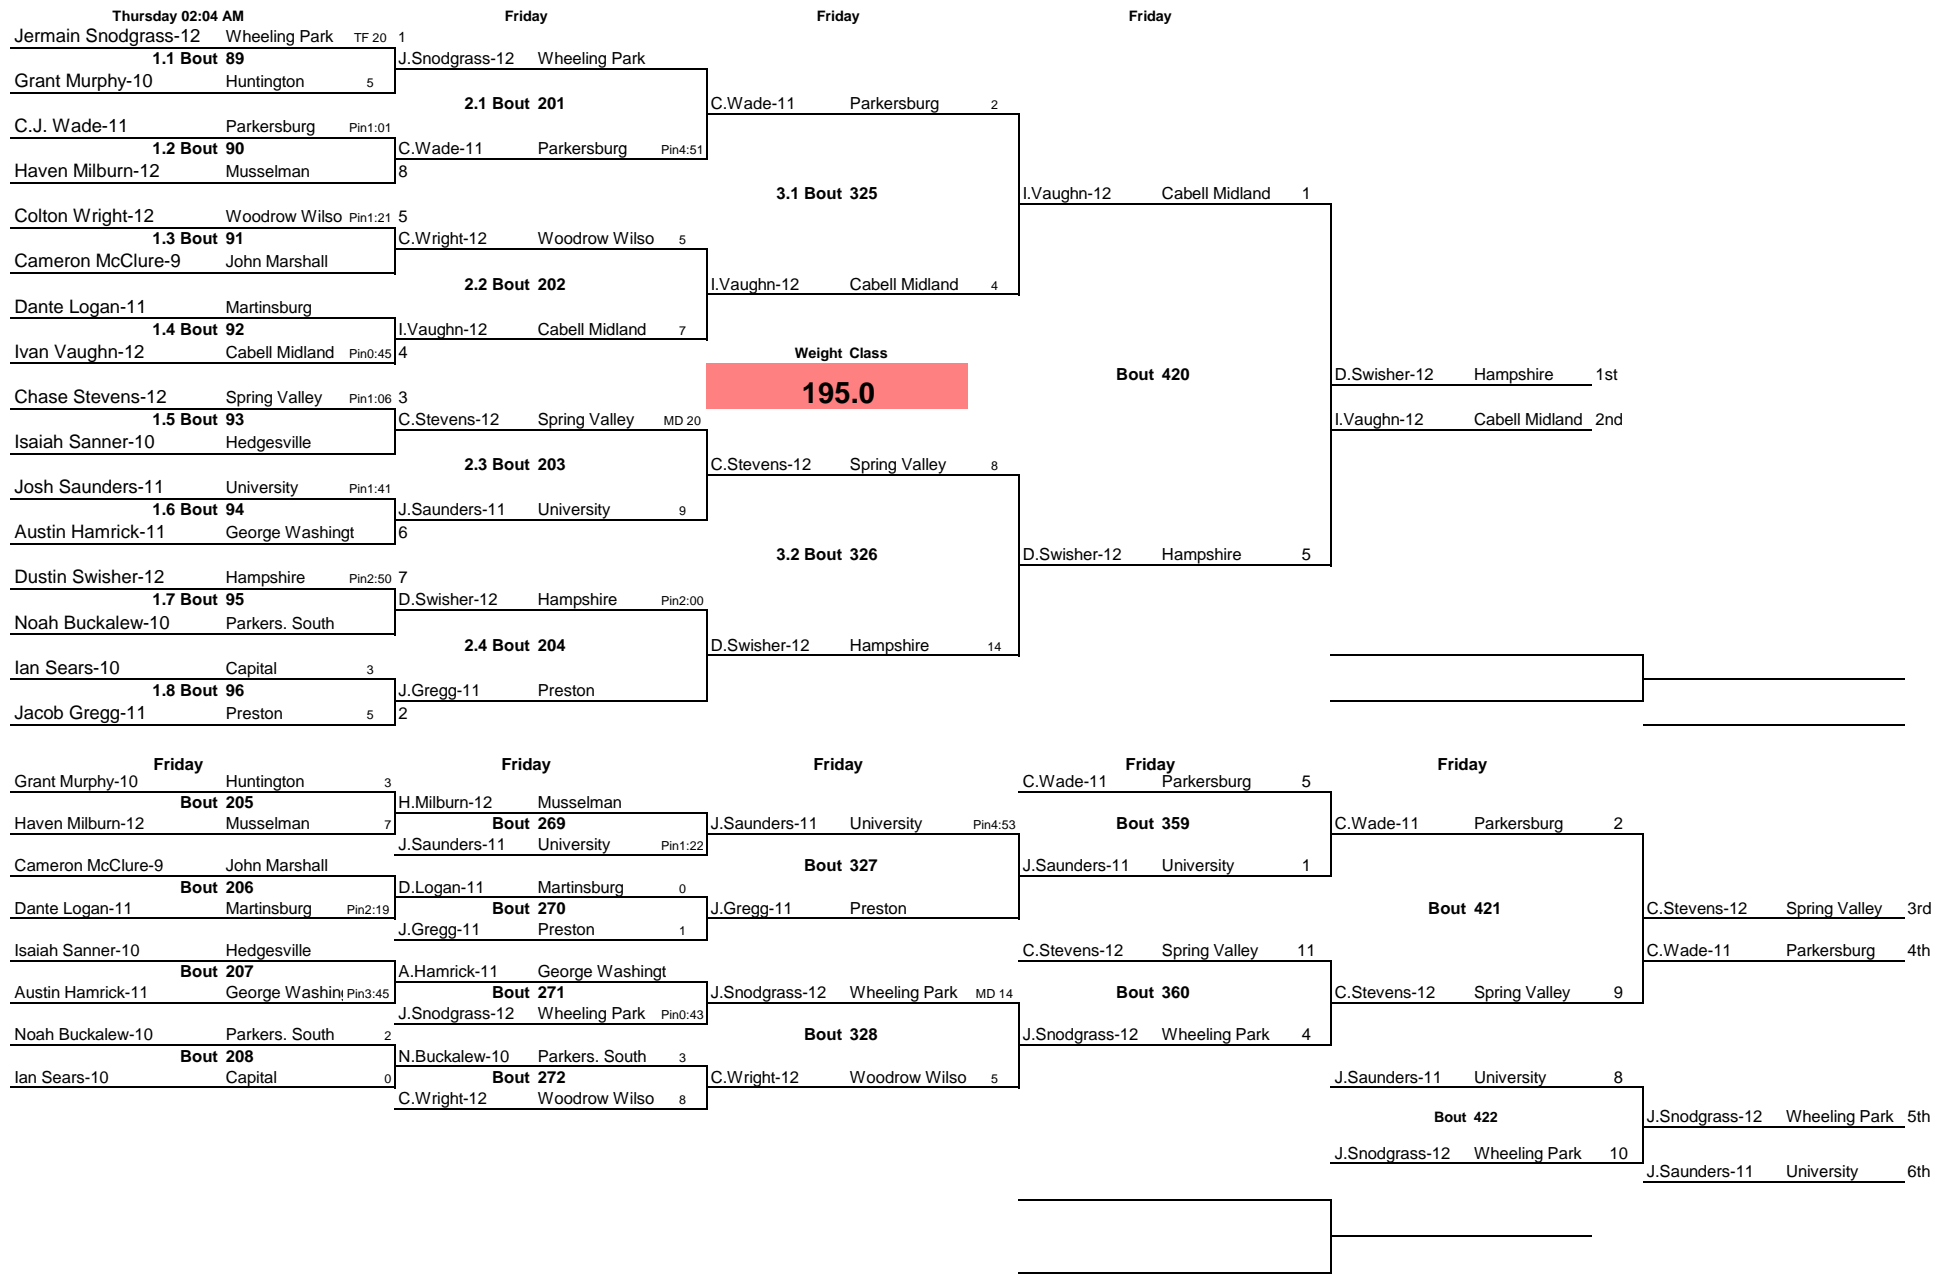 Thursday 02:04 AM Friday Friday Friday
Jermain Snodgrass-12 Wheeling Park TF 20 1
1.1 Bout 89 J.Snodgrass-12 Wheeling Park
Grant Murphy-10 Huntington 5
2.1 Bout 201 C.Wade-11 Parkersburg 2
C.J. Wade-11 Parkersburg Pin1:01
1.2 Bout 90 C.Wade-11 Parkersburg Pin4:51
Haven Milburn-12 Musselman 8
3.1 Bout 325 I.Vaughn-12 Cabell Midland 1
Colton Wright-12 Woodrow Wilso Pin1:21 5
1.3 Bout 91 C.Wright-12 Woodrow Wilso 5
Cameron McClure-9 John Marshall
2.2 Bout 202 I.Vaughn-12 Cabell Midland 4
Dante Logan-11 Martinsburg
1.4 Bout 92 I.Vaughn-12 Cabell Midland 7
Ivan Vaughn-12 Cabell Midland Pin0:45 4 Weight Class
Bout 420 D.Swisher-12 Hampshire 1st
Chase Stevens-12 Spring Valley Pin1:06 3 195.0
1.5 Bout 93 C.Stevens-12 Spring Valley MD 20 I.Vaughn-12 Cabell Midland 2nd
Isaiah Sanner-10 Hedgesville
2.3 Bout 203 C.Stevens-12 Spring Valley 8
Josh Saunders-11 University Pin1:41
1.6 Bout 94 J.Saunders-11 University 9
Austin Hamrick-11 George Washingt 6
3.2 Bout 326 D.Swisher-12 Hampshire 5
Dustin Swisher-12 Hampshire Pin2:50 7
1.7 Bout 95 D.Swisher-12 Hampshire Pin2:00
Noah Buckalew-10 Parkers. South
2.4 Bout 204 D.Swisher-12 Hampshire 14
Ian Sears-10 Capital 3
1.8 Bout 96 J.Gregg-11 Preston
Jacob Gregg-11 Preston 5 2
Friday Friday Friday Friday Friday
Grant Murphy-10 Huntington 3 C.Wade-11 Parkersburg 5
Bout 205 H.Milburn-12 Musselman
Haven Milburn-12 Musselman 7 Bout 269 J.Saunders-11 University Pin4:53 Bout 359 C.Wade-11 Parkersburg 2
J.Saunders-11 University Pin1:22
Cameron McClure-9 John Marshall Bout 327 J.Saunders-11 University 1
Bout 206 D.Logan-11 Martinsburg 0
Dante Logan-11 Martinsburg Pin2:19 Bout 270 J.Gregg-11 Preston Bout 421 C.Stevens-12 Spring Valley 3rd
J.Gregg-11 Preston 1
Isaiah Sanner-10 Hedgesville C.Stevens-12 Spring Valley 11 C.Wade-11 Parkersburg 4th
Bout 207 A.Hamrick-11 George Washingt
Austin Hamrick-11 George Washin Pin3:45 Bout 271 J.Snodgrass-12 Wheeling Park MD 14 Bout 360 C.Stevens-12 Spring Valley 9
J.Snodgrass-12 Wheeling Park Pin0:43
Noah Buckalew-10 Parkers. South 2 Bout 328 J.Snodgrass-12 Wheeling Park 4
Bout 208 N.Buckalew-10 Parkers. South 3
Ian Sears-10 Capital 0 Bout 272 C.Wright-12 Woodrow Wilso 5 J.Saunders-11 University 8
C.Wright-12 Woodrow Wilso 8
Bout 422 J.Snodgrass-12 Wheeling Park 5th
J.Snodgrass-12 Wheeling Park 10
J.Saunders-11 University 6th